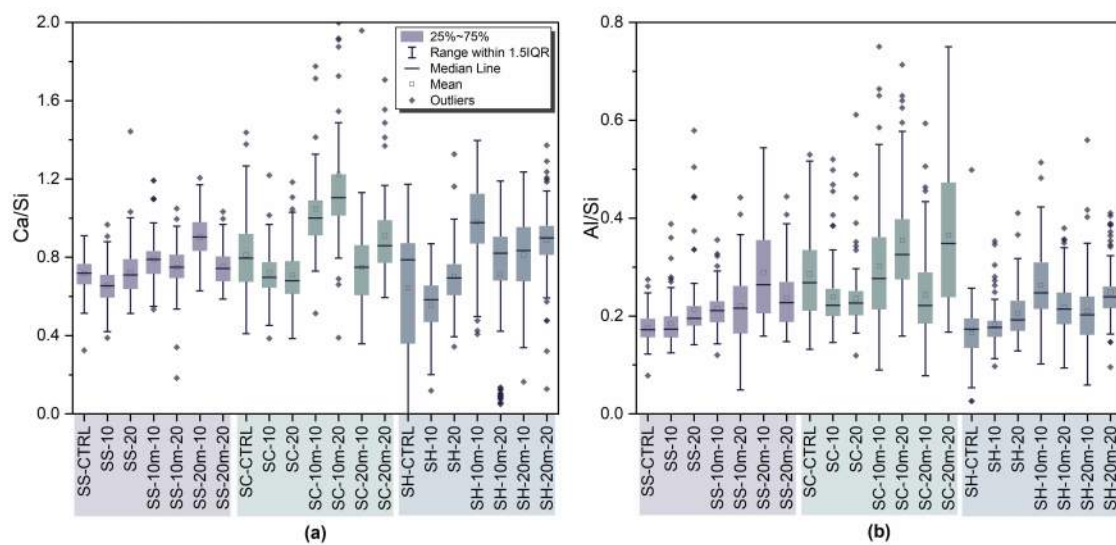 2.0
1.6
1.2
0.8
0.4
0.0
Ca/Si
25%~75%
Range within 1.5IQR
Median Line
Mean
Outliers
SS-CTRL
SS-10
SS-20
SS-10m-10
SS-10m-20
SS-20m-10
SS-20m-20
SC-CTRL
SC-10
SC-20
SC-10m-10
SC-10m-20
SC-20m-10
SC-20m-20
SH-CTRL
SH-10
SH-20
SH-10m-10
SH-10m-20
SH-20m-10
SH-20m-20
(a)
0.8
0.6
0.4
0.2
0.0
Al/Si
SS-CTRL
SS-10
SS-20
SS-10m-10
SS-10m-20
SS-20m-10
SS-20m-20
SC-CTRL
SC-10
SC-20
SC-10m-10
SC-10m-20
SC-20m-10
SC-20m-20
SH-CTRL
SH-10
SH-20
SH-10m-10
SH-10m-20
SH-20m-10
SH-20m-20
(b)